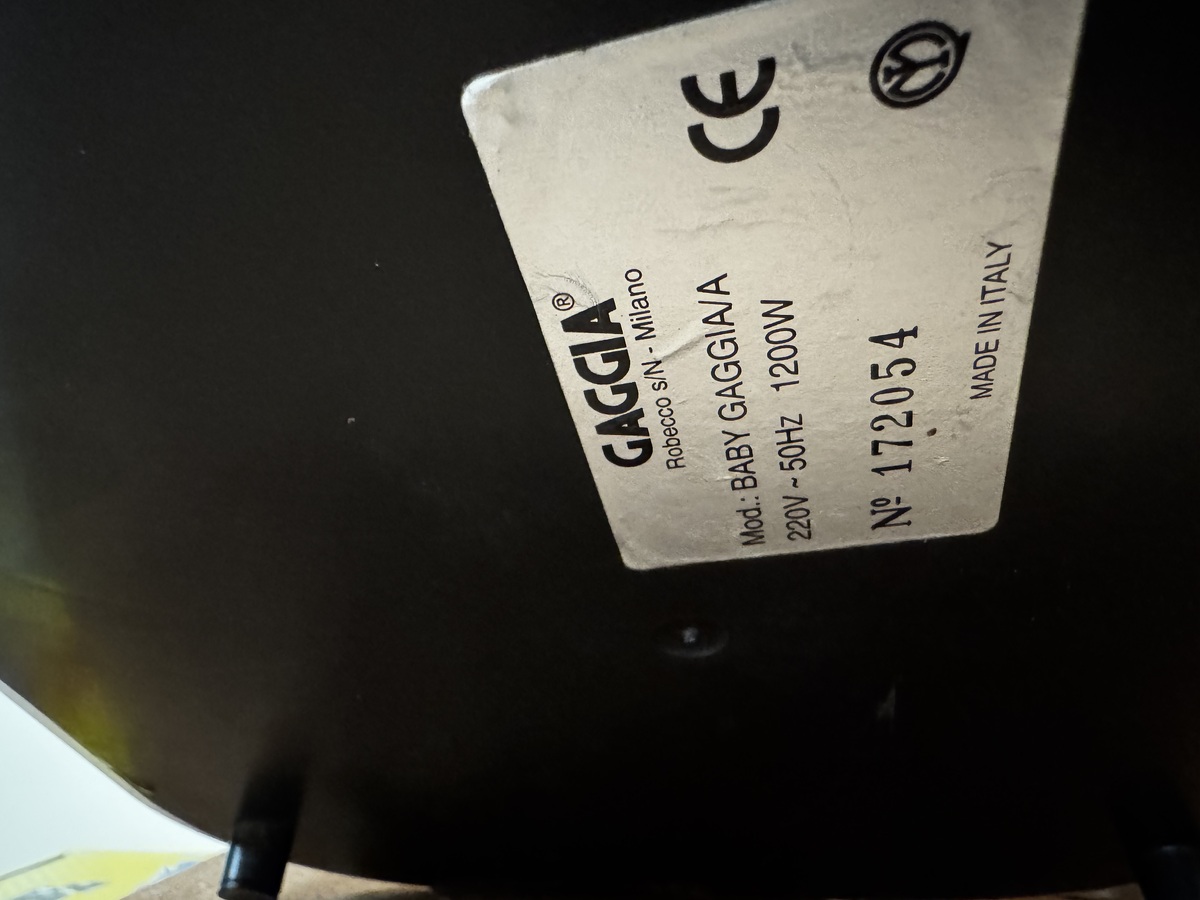 GAGGIA®
Robecco s/N - Milano
CE
Mod.: BABY GAGGIA/A
220V ~ 50Hz 1200W
Nº 172054
MADE IN ITALY